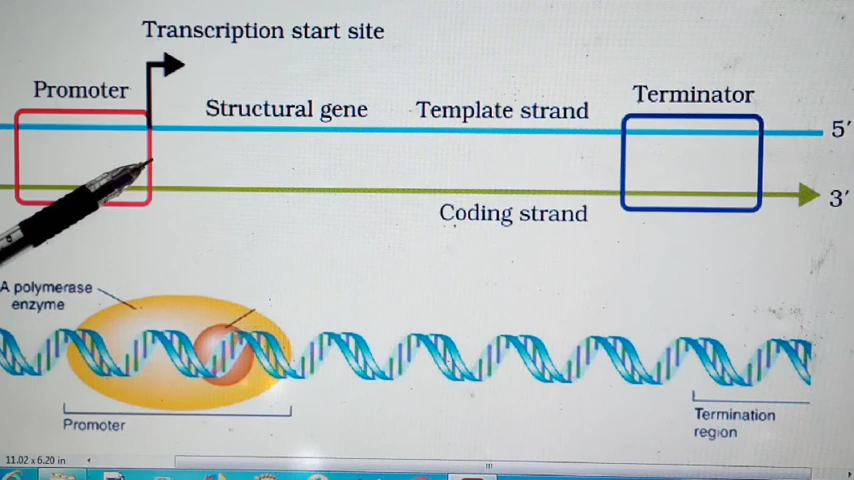 Transcription start site
Promoter
Structural gene
Template strand
Terminator
5′
3′
Coding strand
A polymerase
enzyme
Promoter
Termination
region
11.02 x 6.20 in